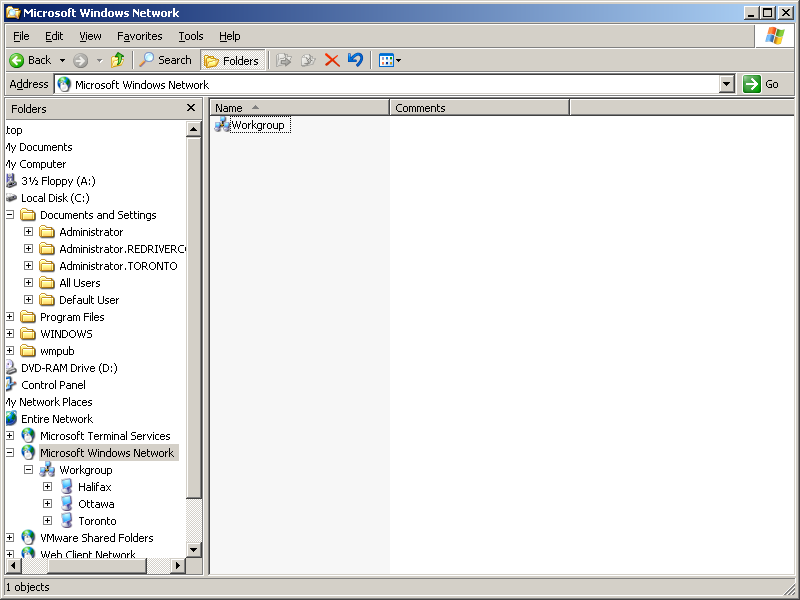 Microsoft Windows Network
File Edit View Favorites Tools Help
Back Search Folders
Address Microsoft Windows Network Go
Folders
Name Comments
Workgroup
top
My Documents
My Computer
3½ Floppy (A:)
Local Disk (C:)
Documents and Settings
Administrator
Administrator.REDRIVERCO
Administrator.TORONTO
All Users
Default User
Program Files
WINDOWS
wmpub
DVD-RAM Drive (D:)
Control Panel
My Network Places
Entire Network
Microsoft Terminal Services
Microsoft Windows Network
Workgroup
Halifax
Ottawa
Toronto
VMware Shared Folders
Web Client Network
1 objects